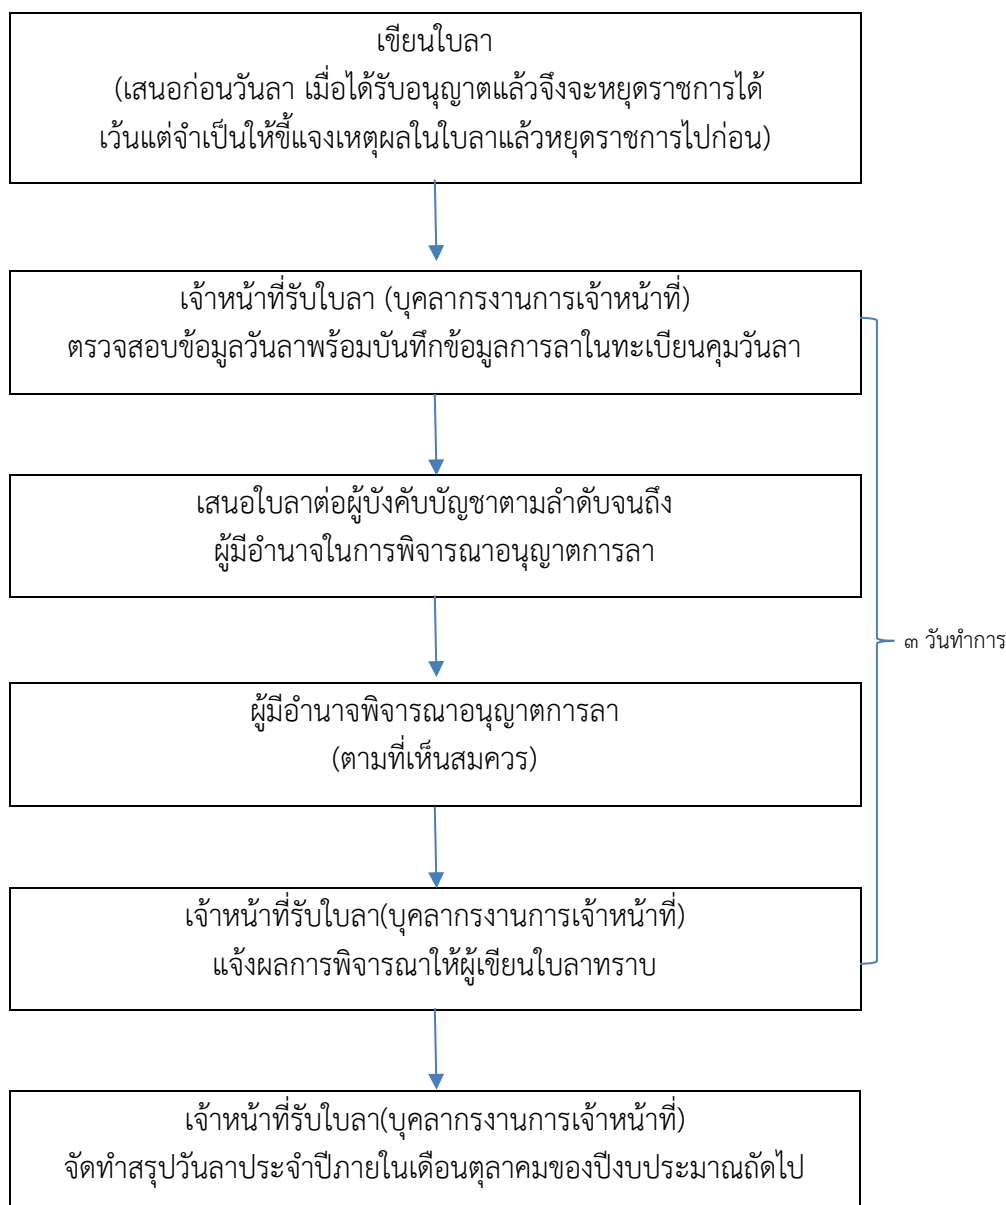 เขียนใบลา
(เสนอก่อนวันลา เมื่อได้รับอนุญาตแล้วจึงจะหยุดราชการได้
เว้นแต่จำเป็นให้ขี้แจงเหตุผลในใบลาแล้วหยุดราชการไปก่อน)
เจ้าหน้าที่รับใบลา (บุคลากรงานการเจ้าหน้าที่)
ตรวจสอบข้อมูลวันลาพร้อมบันทึกข้อมูลการลาในทะเบียนคุมวันลา
เสนอใบลาต่อผู้บังคับบัญชาตามลำดับจนถึง
ผู้มีอำนาจในการพิจารณาอนุญาตการลา
๓ วันทำการ
ผู้มีอำนาจพิจารณาอนุญาตการลา
(ตามที่เห็นสมควร)
เจ้าหน้าที่รับใบลา(บุคลากรงานการเจ้าหน้าที่)
แจ้งผลการพิจารณาให้ผู้เขียนใบลาทราบ
เจ้าหน้าที่รับใบลา(บุคลากรงานการเจ้าหน้าที่)
จัดทำสรุปวันลาประจำปีภายในเดือนตุลาคมของปีงบประมาณถัดไป